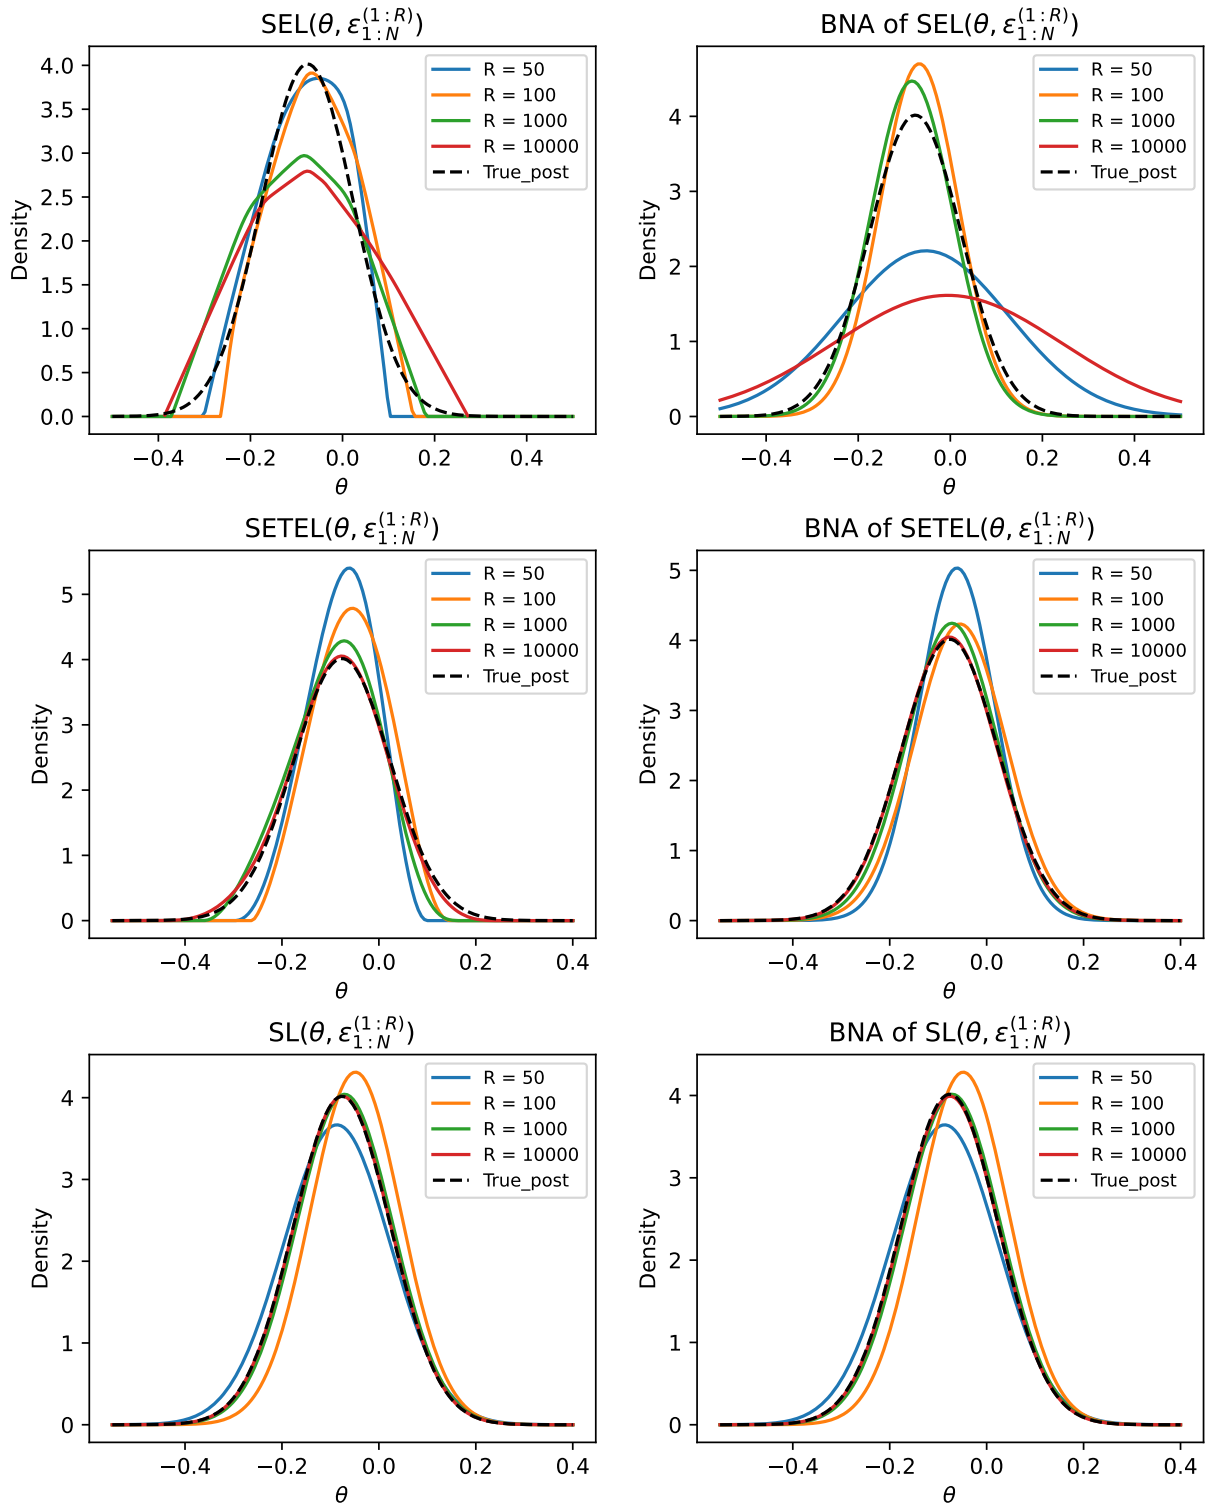 SEL(θ, ε_{1:N}^{(1:R)})
Density
4.0
3.5
3.0
2.5
2.0
1.5
1.0
0.5
0.0
R = 50
R = 100
R = 1000
R = 10000
True_post
−0.4 −0.2 0.0 0.2 0.4
θ
BNA of SEL(θ, ε_{1:N}^{(1:R)})
Density
4
3
2
1
0
R = 50
R = 100
R = 1000
R = 10000
True_post
−0.4 −0.2 0.0 0.2 0.4
θ
SETEL(θ, ε_{1:N}^{(1:R)})
Density
5
4
3
2
1
0
R = 50
R = 100
R = 1000
R = 10000
True_post
−0.4 −0.2 0.0 0.2 0.4
θ
BNA of SETEL(θ, ε_{1:N}^{(1:R)})
Density
5
4
3
2
1
0
R = 50
R = 100
R = 1000
R = 10000
True_post
−0.4 −0.2 0.0 0.2 0.4
θ
SL(θ, ε_{1:N}^{(1:R)})
Density
4
3
2
1
0
R = 50
R = 100
R = 1000
R = 10000
True_post
−0.4 −0.2 0.0 0.2 0.4
θ
BNA of SL(θ, ε_{1:N}^{(1:R)})
Density
4
3
2
1
0
R = 50
R = 100
R = 1000
R = 10000
True_post
−0.4 −0.2 0.0 0.2 0.4
θ